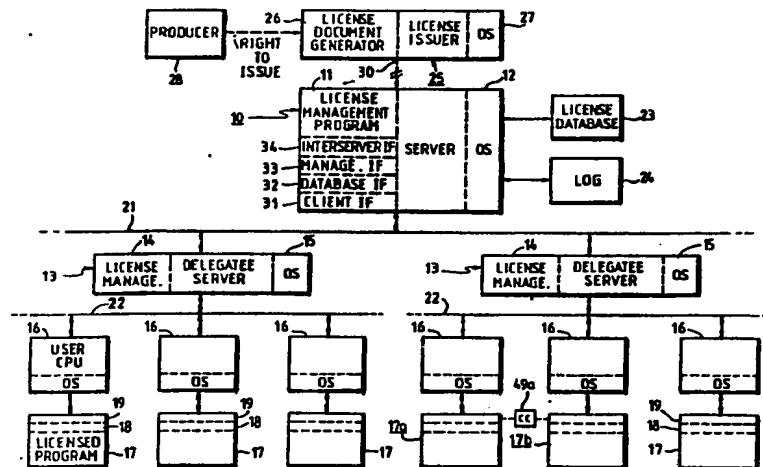 PRODUCER
28
RIGHT
TO
ISSUE
26
LICENSE
DOCUMENT
GENERATOR
LICENSE
ISSUER
OS
27
30
25
11
12
10
LICENSE
MANAGEMENT
PROGRAM
34
INTERSERVER IF
33
MANAGE. IF
32
DATABASE IF
31
CLIENT IF
SERVER
OS
LICENSE
DATABASE
23
LOG
24
21
14
15
13
LICENSE
MANAGE.
DELEGATEE
SERVER
OS
14
15
13
LICENSE
MANAGE.
DELEGATEE
SERVER
OS
22
22
16
USER
CPU
OS
16
OS
16
OS
16
OS
16
OS
16
OS
19
18
LICENSED
PROGRAM
17
19
18
17
17
17a
49a
CC
17b
19
18
17